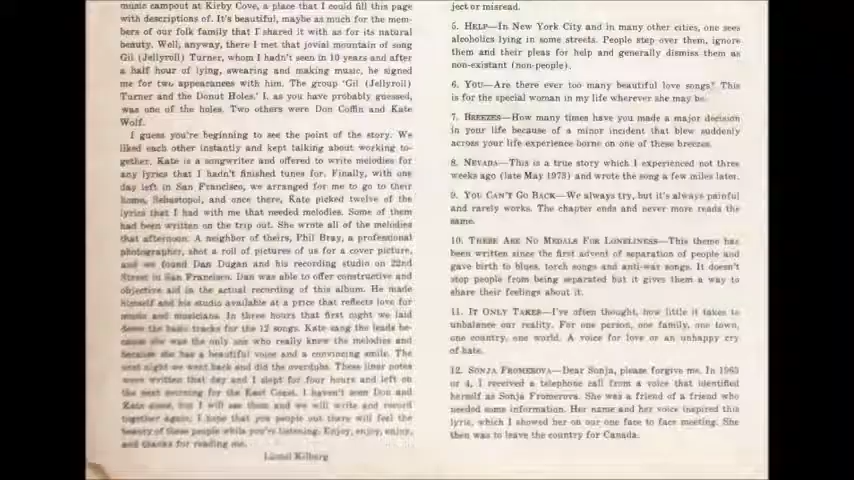 music campout at Kirby Cove, a place that I could fill this page
with descriptions of. It's beautiful, maybe as much for the mem-
bers of our folk family that I shared it with as for its natural
beauty. Well, anyway, there I met that jovial mountain of song
Gil (Jellyroll) Turner, whom I hadn't seen in 10 years and after
a half hour of lying, swearing and making music, he signed
me for two appearances with him. The group 'Gil (Jellyroll)
Turner and the Donut Holes.' I, as you have probably guessed,
was one of the holes. Two others were Don Coffin and Kate
Wolf.
I guess you're beginning to see the point of the story. We
liked each other instantly and kept talking about working to-
gether. Kate is a songwriter and offered to write melodies for
any lyrics that I hadn't finished tunes for. Finally, with one
day left in San Francisco, we arranged for me to go to their
home, Sebastopol, and once there, Kate picked twelve of the
lyrics that I had with me that needed melodies. Some of them
had been written on the trip out. She wrote all of the melodies
that afternoon. A neighbor of theirs, Phil Bray, a professional
photographer, shot a roll of pictures of us for a cover picture,
and we found Dan Dugan and his recording studio on 22nd
Street in San Francisco. Dan was able to offer constructive and
objective aid in the actual recording of this album. He made
himself and his studio available at a price that reflects love for
music and musicians. In three hours that first night we laid
down the basic tracks for the 12 songs. Kate sang the leads be-
cause she was the only one who really knew the melodies and
because she has a beautiful voice and a convincing smile. The
next night we went back and did the overdubs. These liner notes
were written that day and I slept for four hours and left on
the next morning for the East Coast. I haven't seen Don and
Kate since, but I will see them and we will write and record
together again. I hope that you people out there will feel the
beauty of these people while you're listening. Enjoy, enjoy, enjoy,
and thanks for reading me.
Lionel Kilberg
ject or misread.
5. HELP—In New York City and in many other cities, one sees
alcoholics lying in some streets. People step over them, ignore
them and their pleas for help and generally dismiss them as
non-existant (non-people).
6. YOU—Are there ever too many beautiful love songs? This
is for the special woman in my life wherever she may be.
7. BREEZES—How many times have you made a major decision
in your life because of a minor incident that blew suddenly
across your life experience borne on one of these breezes.
8. NEVADA—This is a true story which I experienced not three
weeks ago (late May 1973) and wrote the song a few miles later.
9. YOU CAN'T GO BACK—We always try, but it's always painful
and rarely works. The chapter ends and never more reads the
same.
10. THERE ARE NO MEDALS FOR LONELINESS—This theme has
been written since the first advent of separation of people and
gave birth to blues, torch songs and anti-war songs. It doesn't
stop people from being separated but it gives them a way to
share their feelings about it.
11. IT ONLY TAKES—I've often thought, how little it takes to
unbalance our reality. For one person, one family, one town,
one country, one world. A voice for love or an unhappy cry
of hate.
12. SONJA FROMEROVA—Dear Sonja, please forgive me. In 1963
or 4, I received a telephone call from a voice that identified
herself as Sonja Fromerova. She was a friend of a friend who
needed some information. Her name and her voice inspired this
lyric, which I showed her on our one face to face meeting. She
then was to leave the country for Canada.